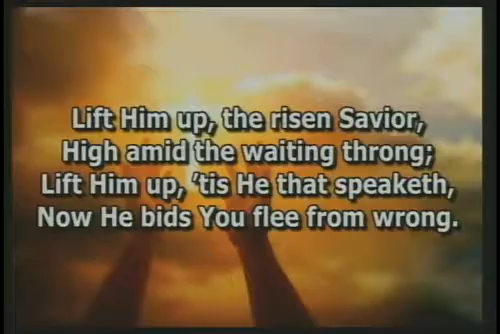 Lift Him up, the risen Savior,
High amid the waiting throng;
Lift Him up, 'tis He that speaketh,
Now He bids You flee from wrong.